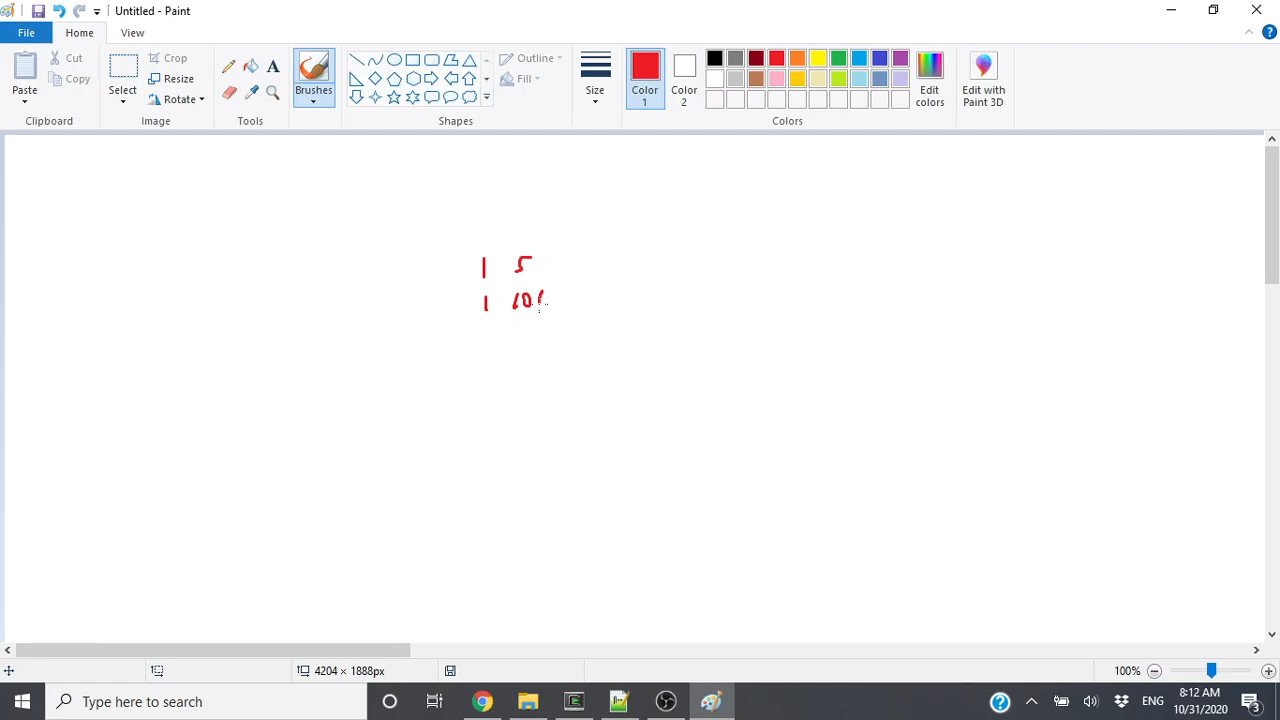 Untitled - Paint
File Home View
Paste
Cut
Copy
Clipboard
Select
Crop
Resize
Rotate
Image
A
Tools
Brushes
Outline
Fill
Shapes
Size
Color 1
Color 2
Edit colors
Colors
Edit with Paint 3D
1 5
1 101
4204 × 1888px
100%
Type here to search
ENG
8:12 AM
10/31/2020
3